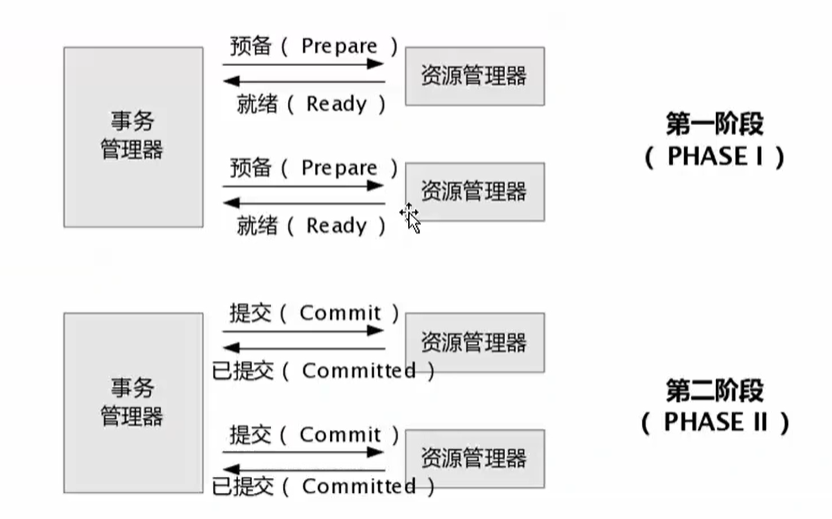 预备（ Prepare ）
事务
管理器
资源管理器
就绪（ Ready ）
第一阶段
（ PHASE I ）
预备（ Prepare ）
资源管理器
就绪（ Ready ）
提交（ Commit ）
事务
管理器
资源管理器
已提交（ Committed ）
第二阶段
（ PHASE II ）
提交（ Commit ）
资源管理器
已提交（ Committed ）